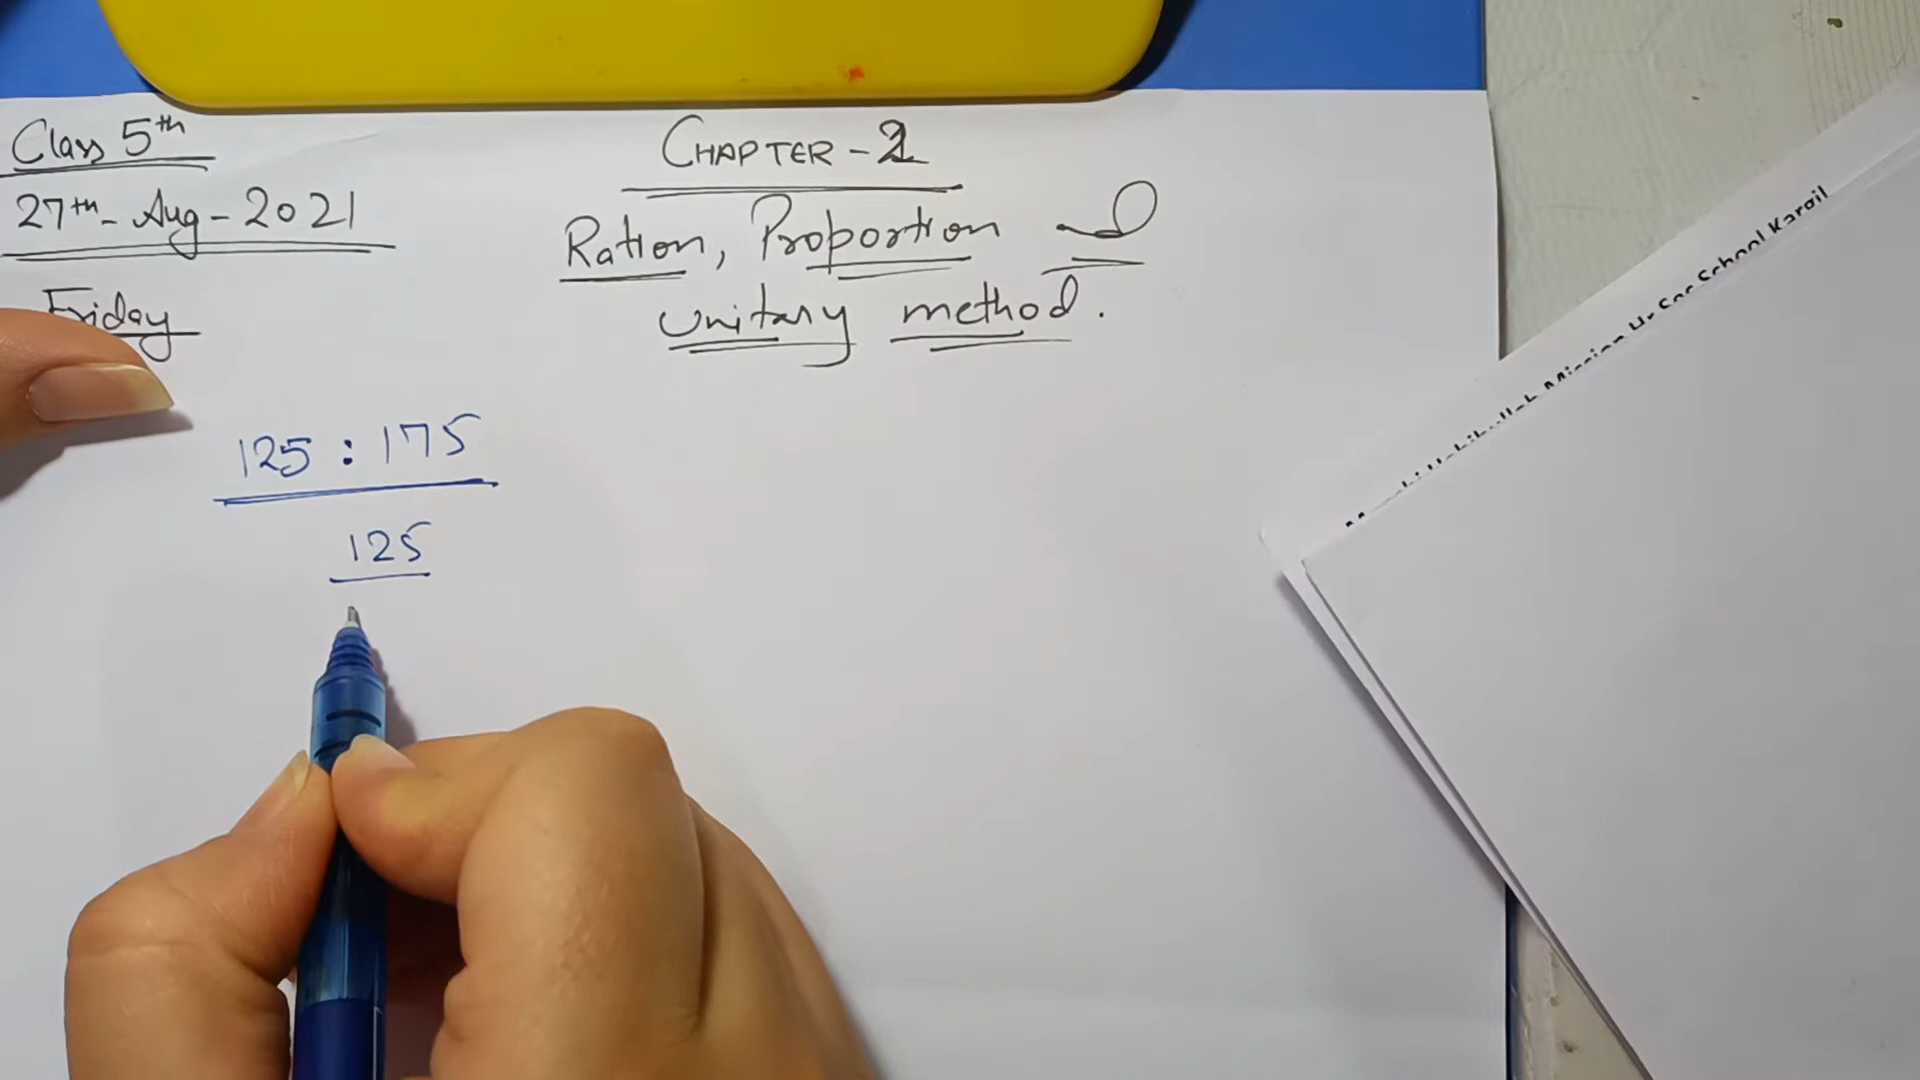 Class 5th
27th - Aug - 2021
Friday
CHAPTER - 2
Ration, Proportion &
unitary method.
125 : 175
125
School Kargil